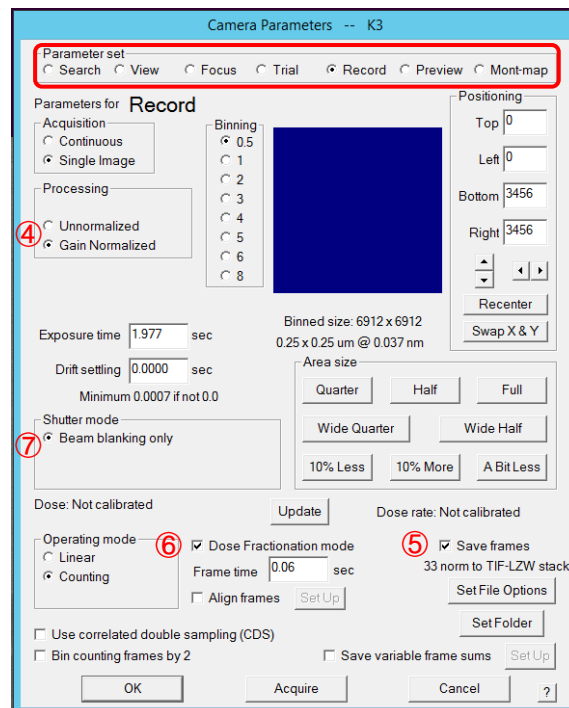 Camera Parameters -- K3
Parameter set
Search View Focus Trial Record Preview Mont-map
Parameters for Record
Acquisition
Continuous
Single Image
Processing
④ Unnormalized
Gain Normalized
Binning
0.5
1
2
3
4
5
6
8
Positioning
Top 0
Left 0
Bottom 3456
Right 3456
Recenter
Swap X & Y
Binned size: 6912 x 6912
0.25 x 0.25 um @ 0.037 nm
Exposure time 1.977 sec
Drift settling 0.0000 sec
Minimum 0.0007 if not 0.0
Area size
Quarter Half Full
Wide Quarter Wide Half
10% Less 10% More A Bit Less
Shutter mode
⑦ Beam blanking only
Dose: Not calibrated Update Dose rate: Not calibrated
Operating mode
Linear
Counting
⑥ Dose Fractionation mode
Frame time 0.06 sec
Align frames Set Up
⑤ Save frames
33 norm to TIF-LZW stack
Set File Options
Set Folder
Use correlated double sampling (CDS)
Bin counting frames by 2 Save variable frame sums Set Up
OK Acquire Cancel ?